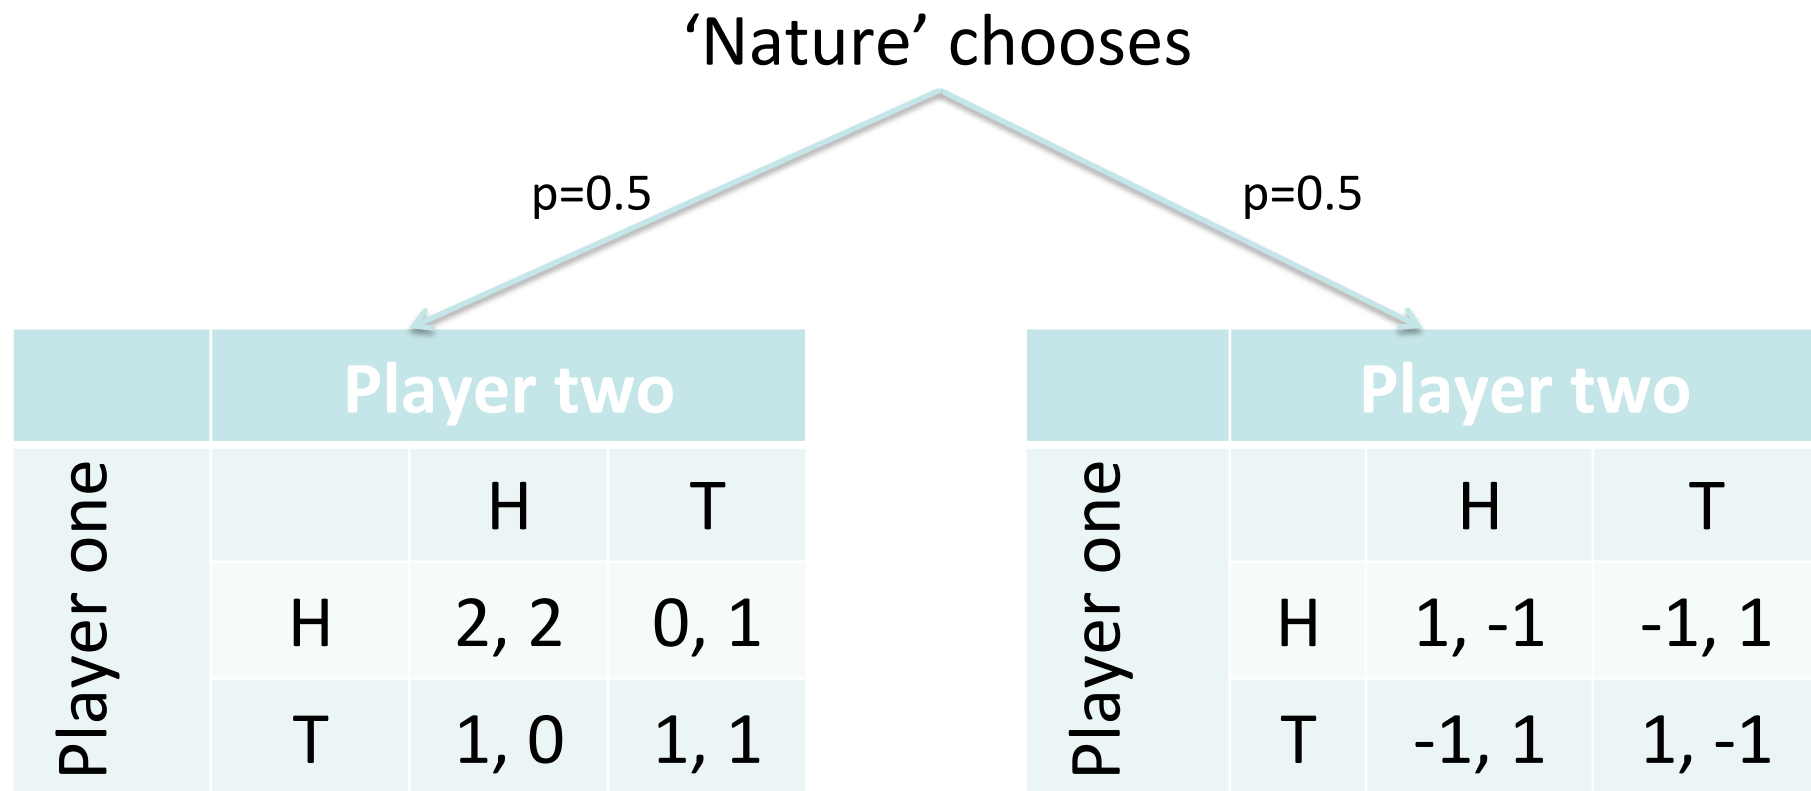 ‘Nature’ chooses
p=0.5 p=0.5
Player two
Player one
H T
H 2, 2 0, 1
T 1, 0 1, 1
Player two
Player one
H T
H 1, -1 -1, 1
T -1, 1 1, -1